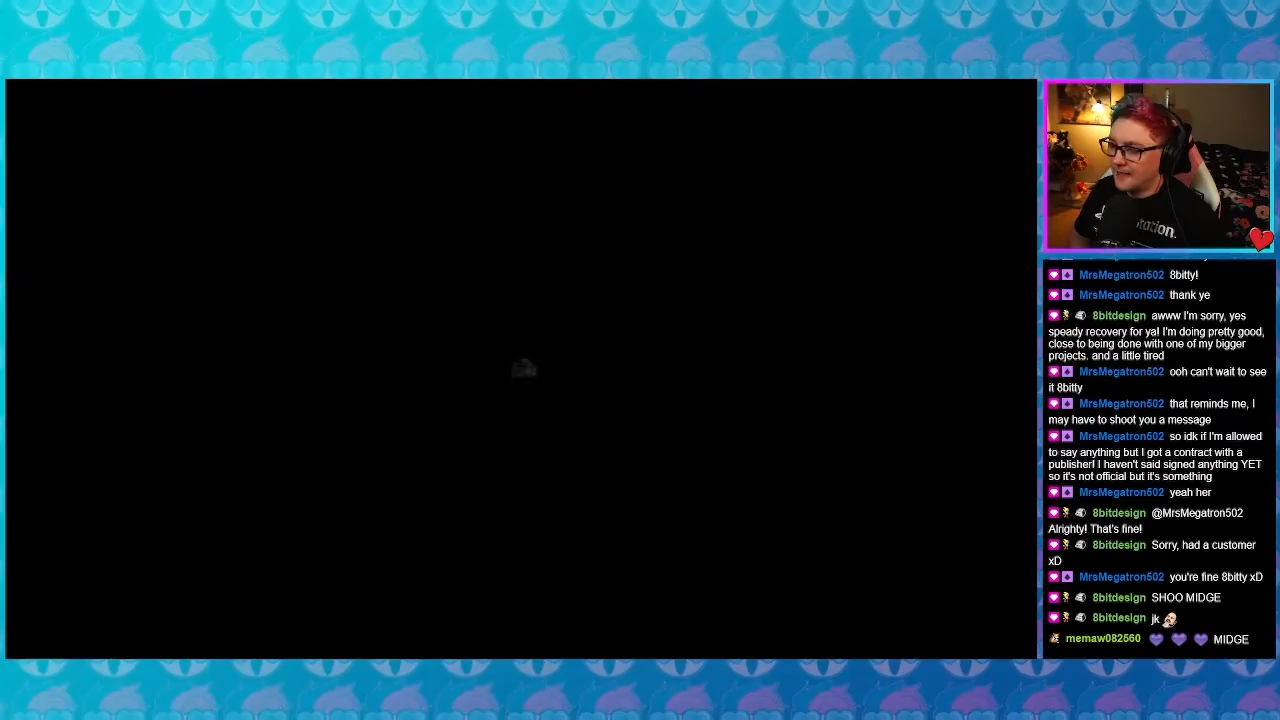 tation.
MrsMegatron502 8bitty!
MrsMegatron502 thank ye
8bitdesign awww I'm sorry, yes
speady recovery for ya! I'm doing pretty good,
close to being done with one of my bigger
projects. and a little tired
MrsMegatron502 ooh can't wait to see
it 8bitty
MrsMegatron502 that reminds me, I
may have to shoot you a message
MrsMegatron502 so idk if I'm allowed
to say anything but I got a contract with a
publisher! I haven't said signed anything YET
so it's not official but it's something
MrsMegatron502 yeah her
8bitdesign @MrsMegatron502
Alrighty! That's fine!
8bitdesign Sorry, had a customer
xD
MrsMegatron502 you're fine 8bitty xD
8bitdesign SHOO MIDGE
8bitdesign jk
memaw082560 MIDGE